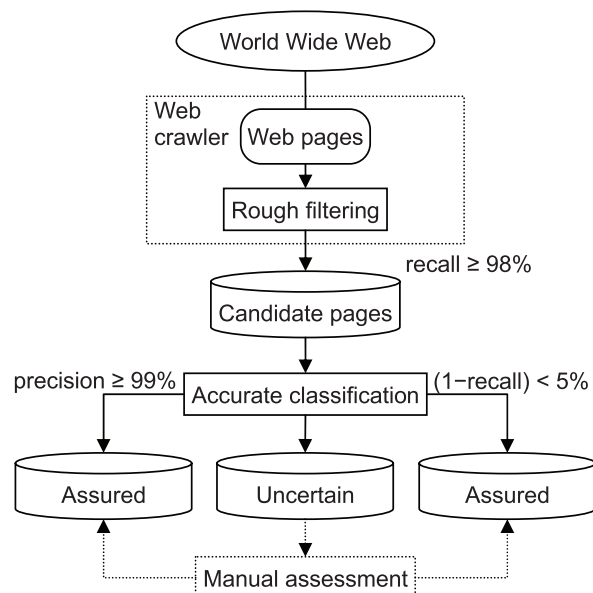 World Wide Web
Web
crawler
Web pages
Rough filtering
recall ≥ 98%
Candidate pages
precision ≥ 99%
Accurate classification
(1−recall) < 5%
Assured
Uncertain
Assured
Manual assessment